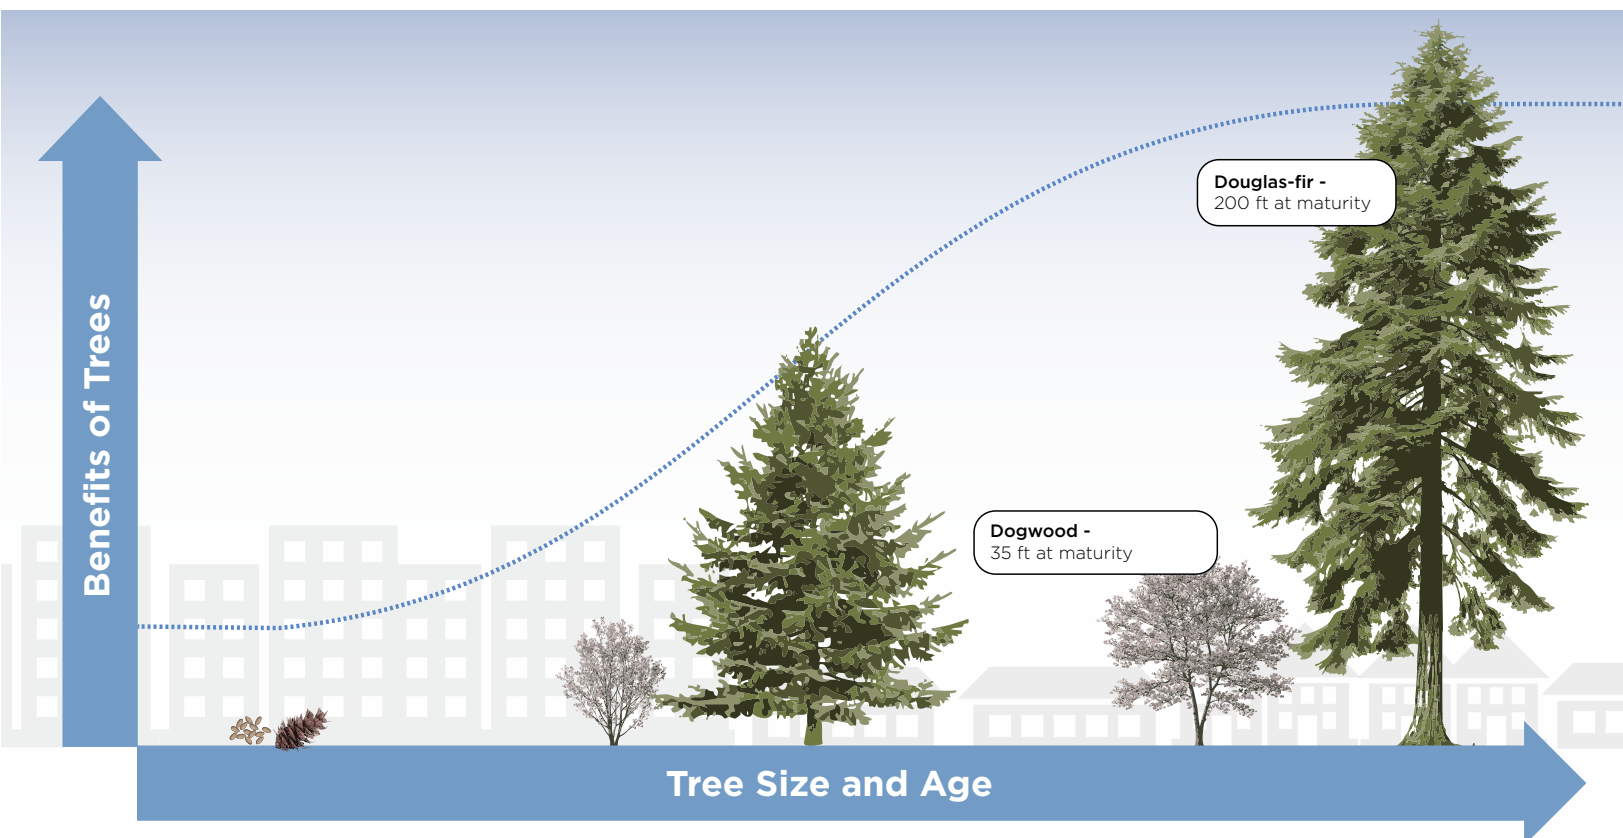 Benefits of Trees
Douglas-fir -
200 ft at maturity
Dogwood -
35 ft at maturity
Tree Size and Age